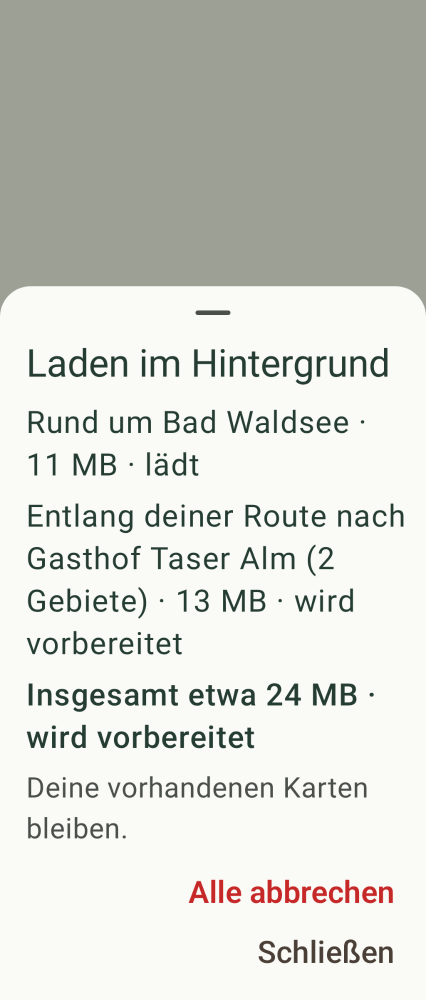 Laden im Hintergrund
Rund um Bad Waldsee ·
11 MB · lädt
Entlang deiner Route nach
Gasthof Taser Alm (2
Gebiete) · 13 MB · wird
vorbereitet
Insgesamt etwa 24 MB ·
wird vorbereitet
Deine vorhandenen Karten
bleiben.
Alle abbrechen
Schließen